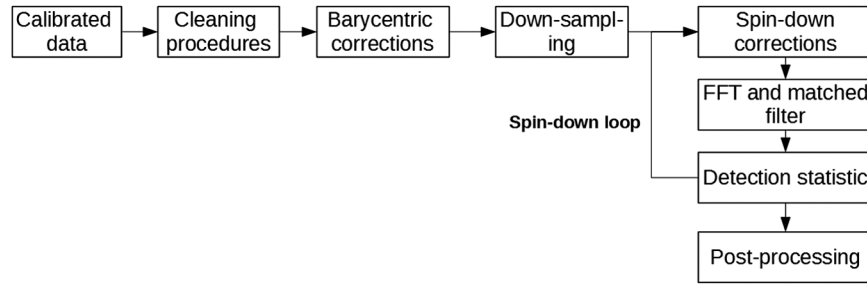 Calibrated
data
Cleaning
procedures
Barycentric
corrections
Down-sampl-
ing
Spin-down
corrections
FFT and matched
filter
Spin-down loop
Detection statistic
Post-processing